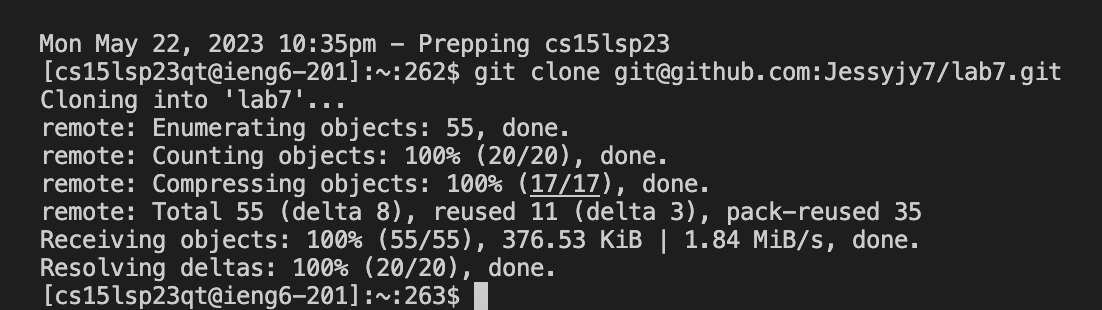 Mon May 22, 2023 10:35pm - Prepping cs15lsp23
[cs15lsp23qt@ieng6-201]:~:262$ git clone git@github.com:Jessyjy7/lab7.git
Cloning into 'lab7'...
remote: Enumerating objects: 55, done.
remote: Counting objects: 100% (20/20), done.
remote: Compressing objects: 100% (17/17), done.
remote: Total 55 (delta 8), reused 11 (delta 3), pack-reused 35
Receiving objects: 100% (55/55), 376.53 KiB | 1.84 MiB/s, done.
Resolving deltas: 100% (20/20), done.
[cs15lsp23qt@ieng6-201]:~:263$